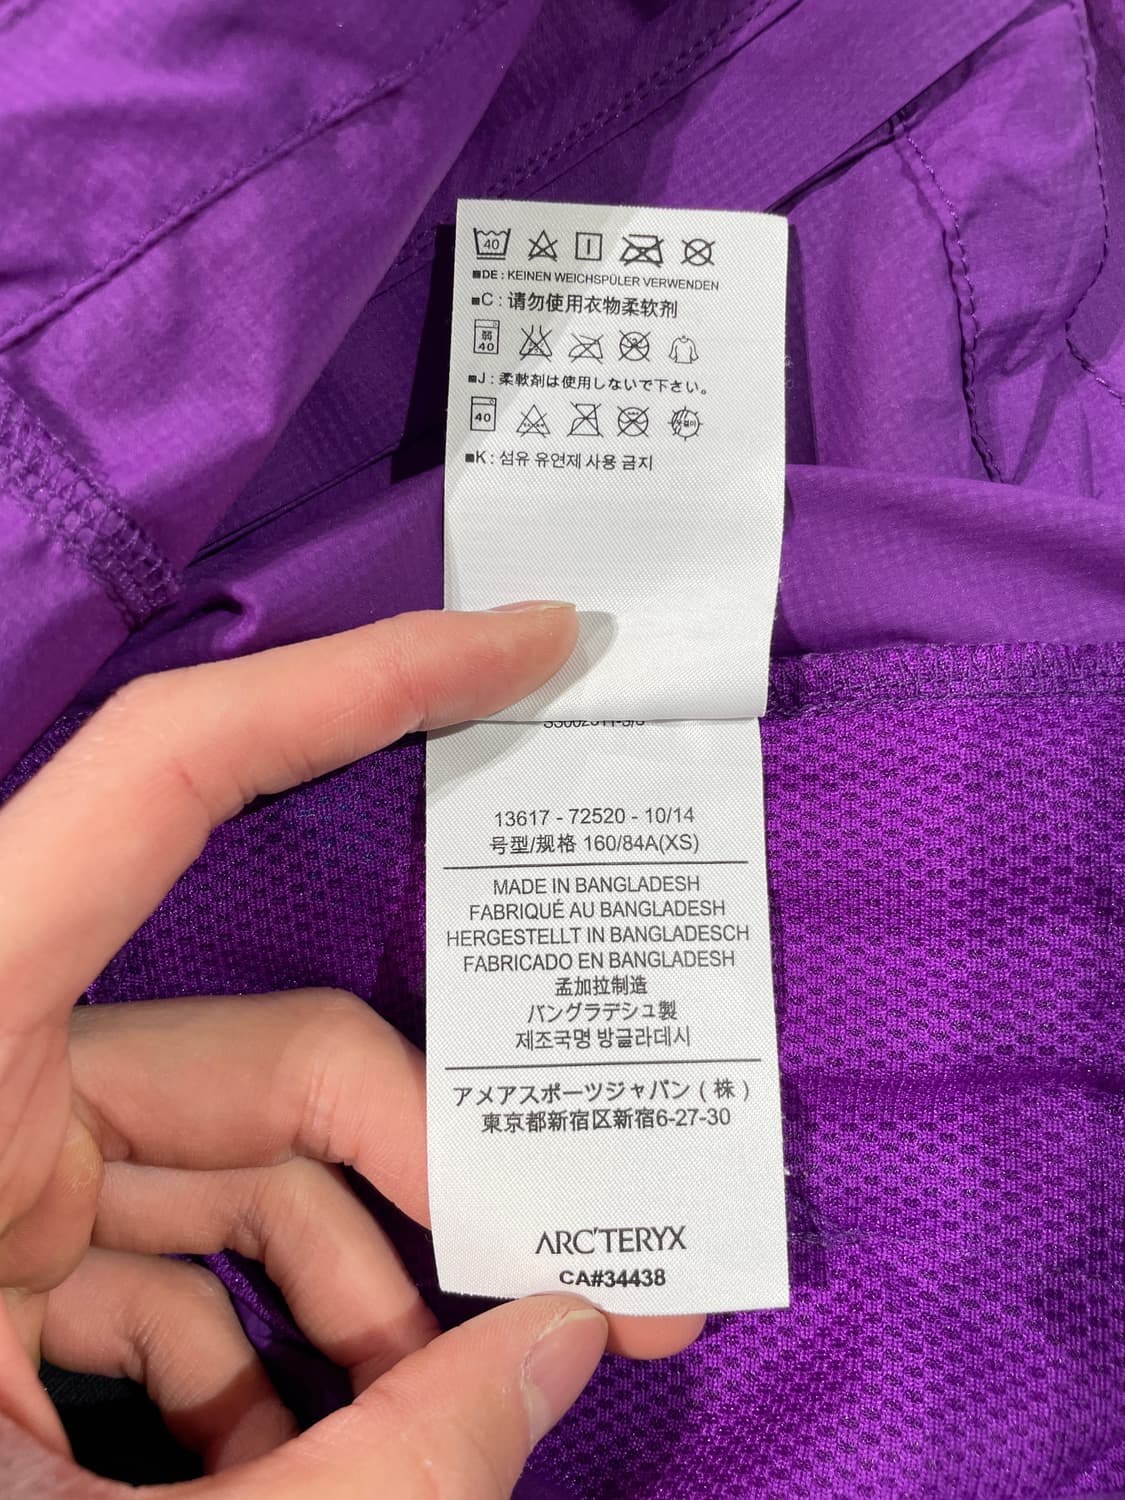 40
■DE : KEINEN WEICHSPÜLER VERWENDEN
■C : 请勿使用衣物柔软剂
弱
40
■J : 柔軟剤は使用しないで下さい。
40
■K : 섬유 유연제 사용 금지
13617 - 72520 - 10/14
号型/规格 160/84A(XS)
MADE IN BANGLADESH
FABRIQUÉ AU BANGLADESH
HERGESTELLT IN BANGLADESCH
FABRICADO EN BANGLADESH
孟加拉制造
バングラデシュ製
제조국명 방글라데시
アメアスポーツジャパン ( 株 )
東京都新宿区新宿6-27-30
ARC'TERYX
CA#34438